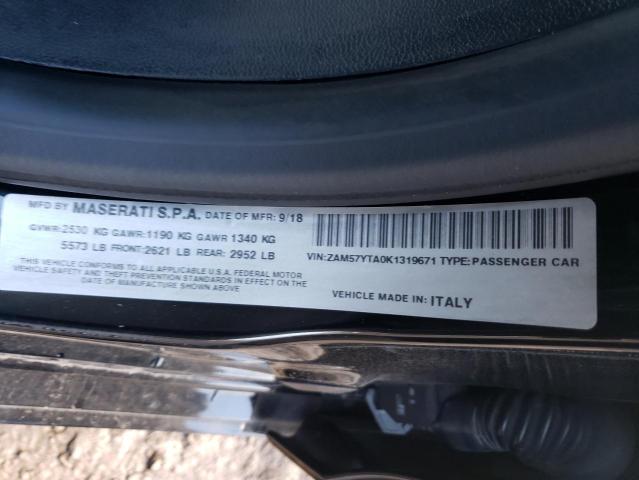 MFD BY MASERATI S.P.A. DATE OF MFR: 9/18
GVWR:2530 KG GAWR:1190 KG GAWR 1340 KG
5573 LB FRONT:2621 LB REAR: 2952 LB
THIS VEHICLE CONFORMS TO ALL APPLICABLE U.S.A. FEDERAL MOTOR
VEHICLE SAFETY AND THEFT PREVENTION STANDARDS IN EFFECT ON THE
DATE OF MANUFACTURE SHOWN ABOVE
VIN:ZAM57YTA0K1319671 TYPE:PASSENGER CAR
VEHICLE MADE IN: ITALY